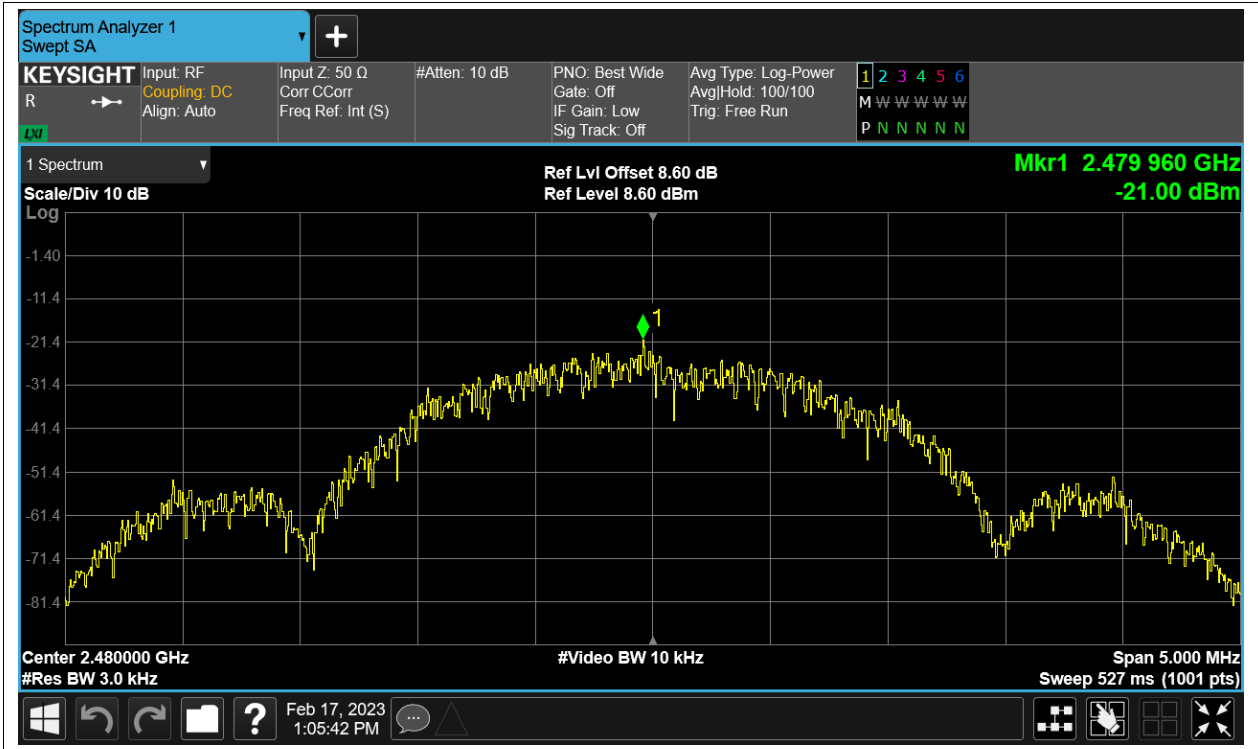 Spectrum Analyzer 1
Swept SA
KEYSIGHT
R
LXI
Input: RF
Coupling: DC
Align: Auto
Input Z: 50 Ω
Corr CCorr
Freq Ref: Int (S)
#Atten: 10 dB
PNO: Best Wide
Gate: Off
IF Gain: Low
Sig Track: Off
Avg Type: Log-Power
Avg|Hold: 100/100
Trig: Free Run
1 2 3 4 5 6
M W W W W W
P N N N N N
1 Spectrum
Scale/Div 10 dB
Log
Ref Lvl Offset 8.60 dB
Ref Level 8.60 dBm
Mkr1 2.479 960 GHz
-21.00 dBm
-1.40
-11.4
1
-21.4
-31.4
-41.4
-51.4
-61.4
-71.4
-81.4
Center 2.480000 GHz
#Video BW 10 kHz
Span 5.000 MHz
#Res BW 3.0 kHz
Sweep 527 ms (1001 pts)
?
Feb 17, 2023
1:05:42 PM